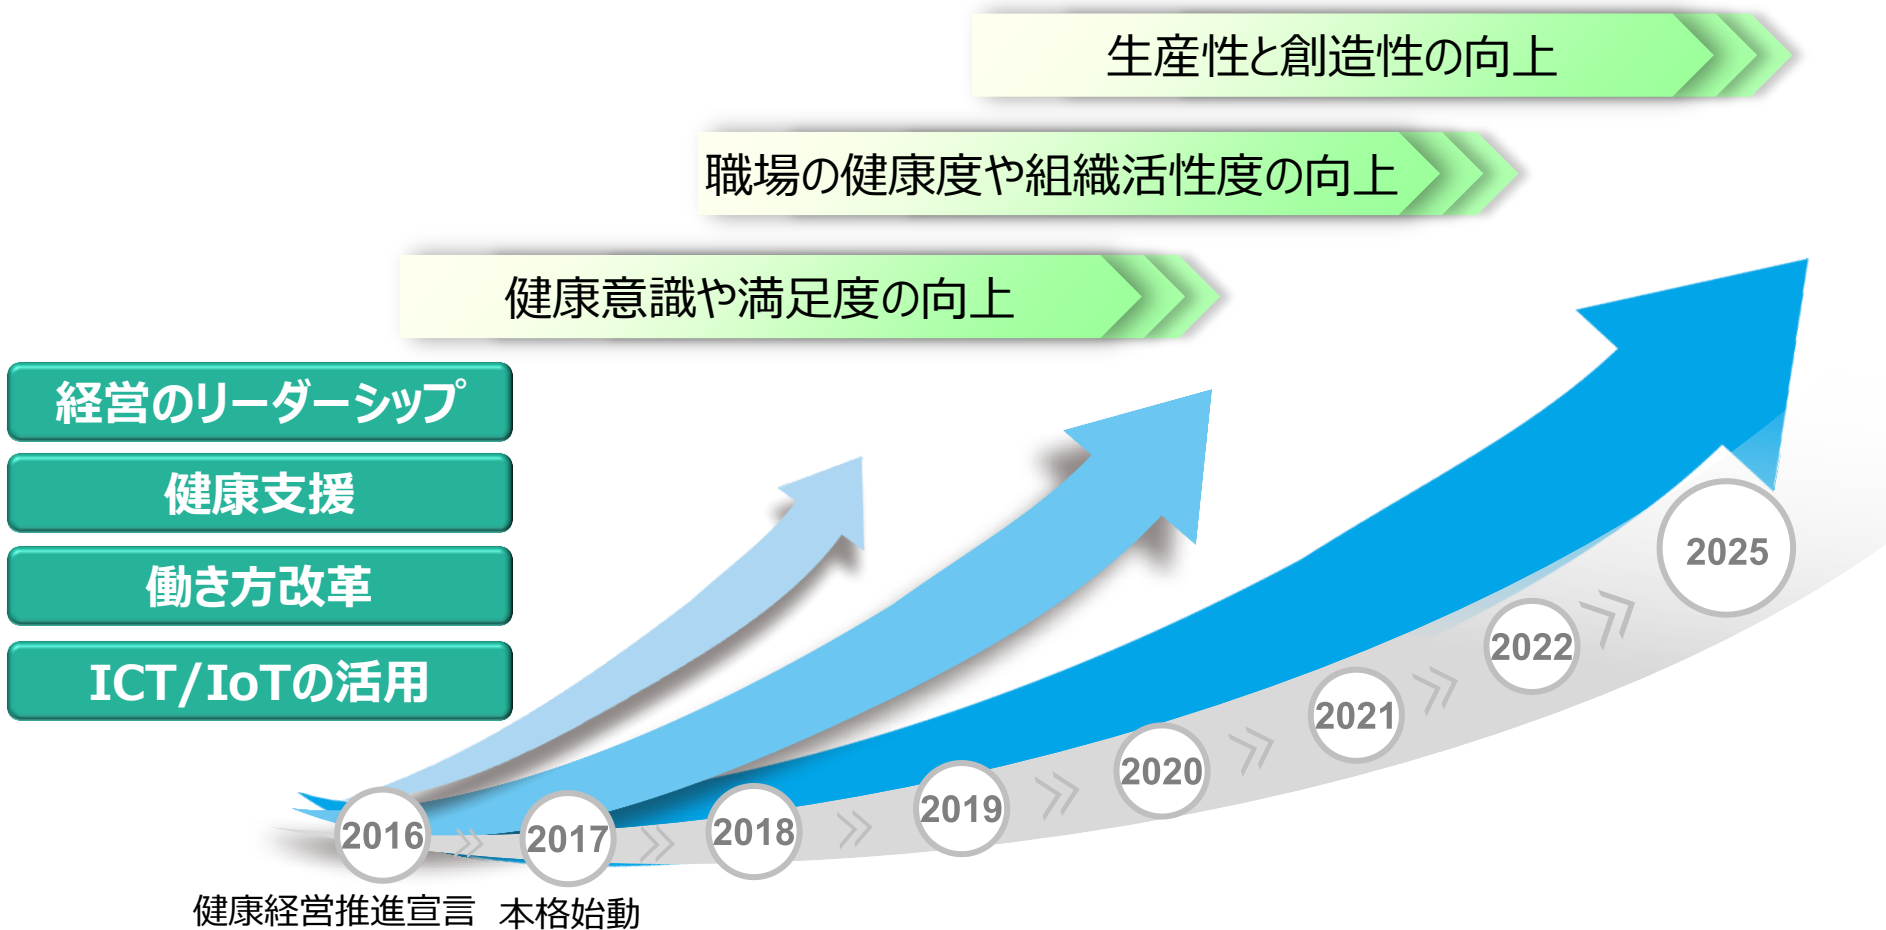 生産性と創造性の向上
職場の健康度や組織活性度の向上
健康意識や満足度の向上
経営のリーダーシップ
健康支援
働き方改革
ICT/IoTの活用
2016
2017
2018
2019
2020
2021
2022
2025
健康経営推進宣言
本格始動